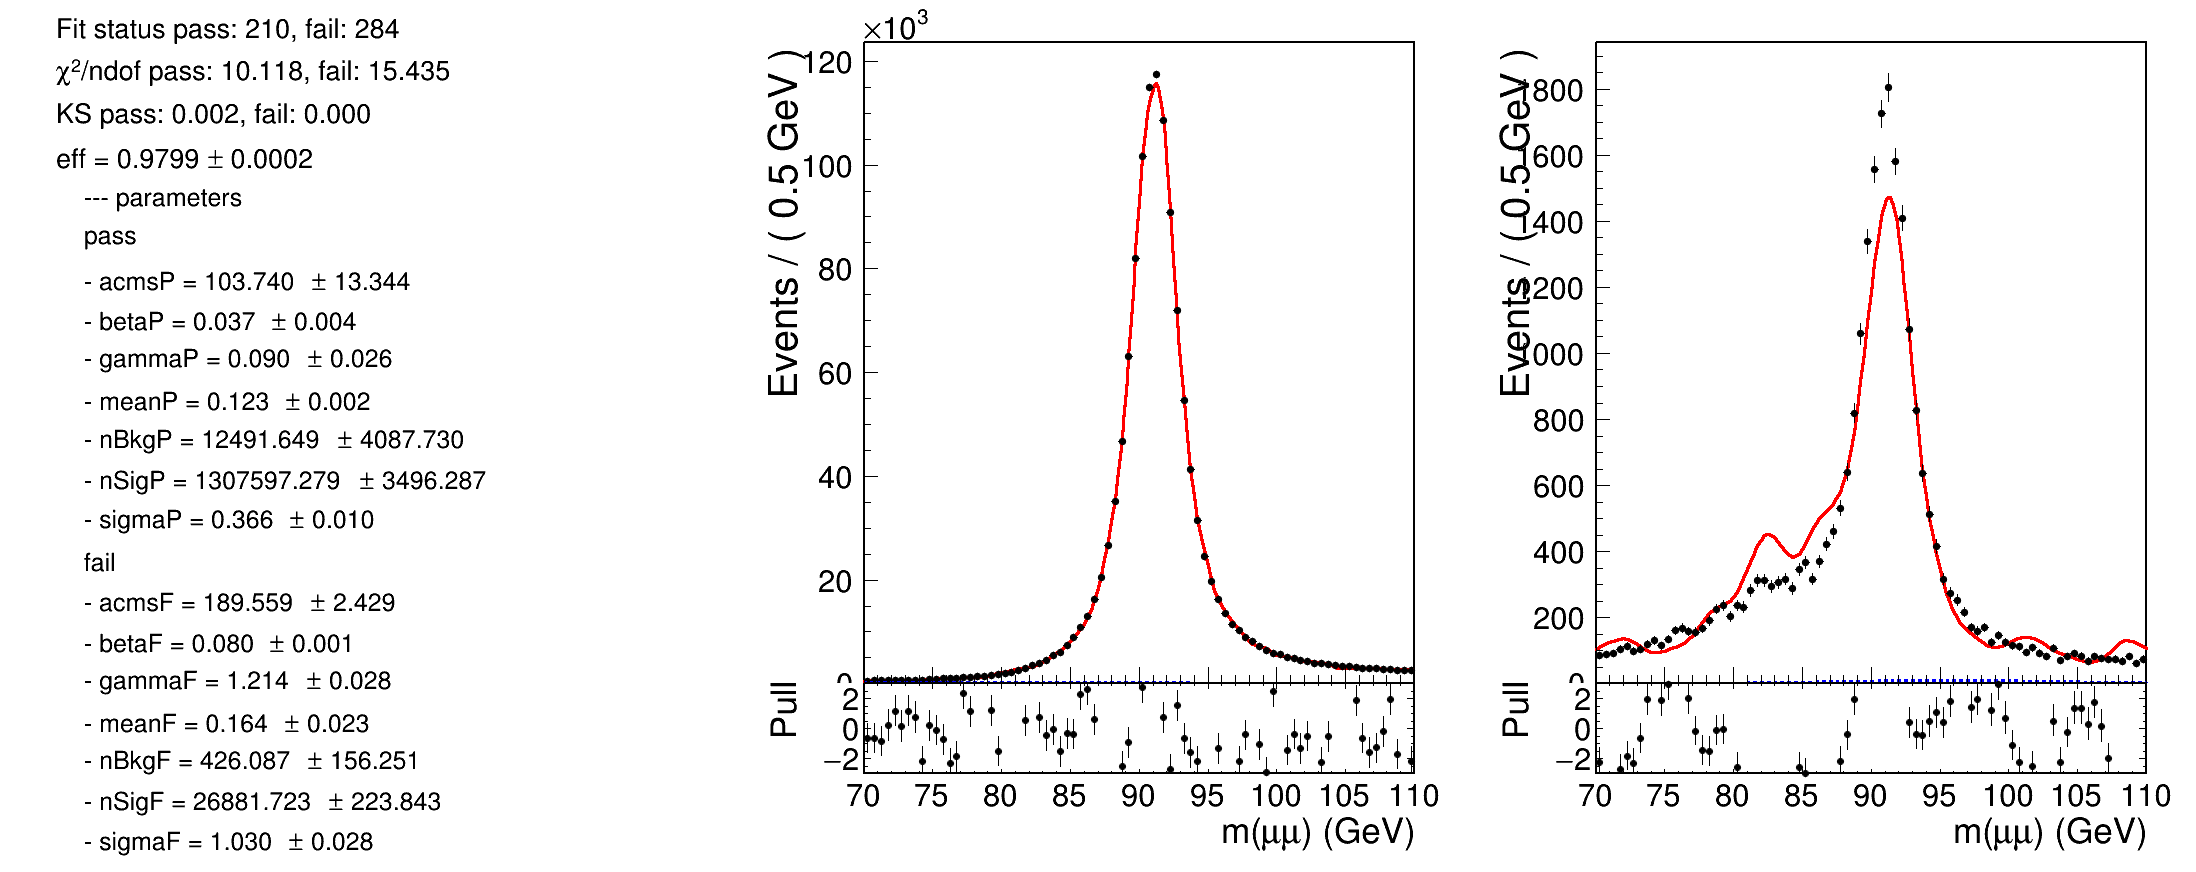 Fit status pass: 210, fail: 284
χ²/ndof pass: 10.118, fail: 15.435
KS pass: 0.002, fail: 0.000
eff = 0.9799 ± 0.0002
--- parameters
pass
- acmsP = 103.740 ± 13.344
- betaP = 0.037 ± 0.004
- gammaP = 0.090 ± 0.026
- meanP = 0.123 ± 0.002
- nBkgP = 12491.649 ± 4087.730
- nSigP = 1307597.279 ± 3496.287
- sigmaP = 0.366 ± 0.010
fail
- acmsF = 189.559 ± 2.429
- betaF = 0.080 ± 0.001
- gammaF = 1.214 ± 0.028
- meanF = 0.164 ± 0.023
- nBkgF = 426.087 ± 156.251
- nSigF = 26881.723 ± 223.843
- sigmaF = 1.030 ± 0.028
×10³
Events / ( 0.5 GeV )
120
100
80
60
40
20
0
Pull
2
0
−2
70 75 80 85 90 95 100 105 110
m(μμ) (GeV)
Events / ( 0.5 GeV )
1800
1600
1400
1200
1000
800
600
400
200
0
Pull
2
0
−2
70 75 80 85 90 95 100 105 110
m(μμ) (GeV)